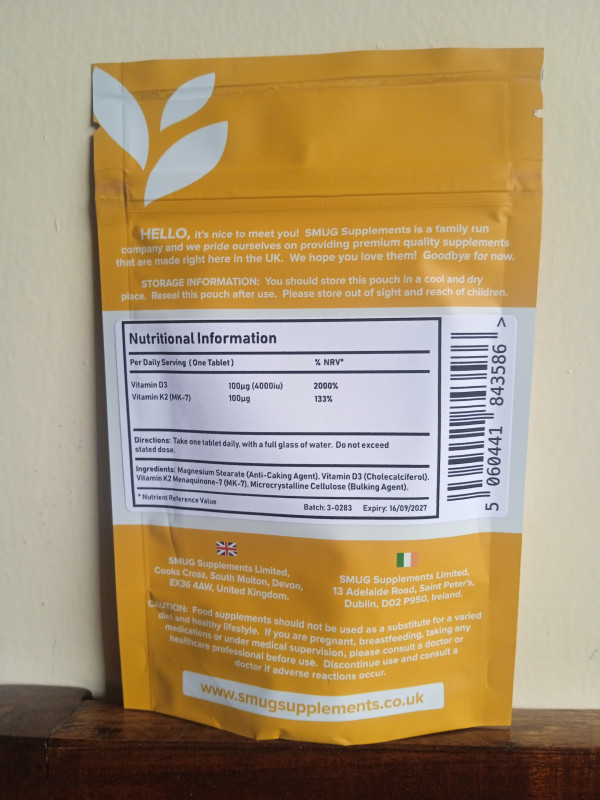 HELLO, it's nice to meet you! SMUG Supplements is a family run
company and we pride ourselves on providing premium quality supplements
that are made right here in the UK. We hope you love them! Goodbye for now.
STORAGE INFORMATION: You should store this pouch in a cool and dry
place. Reseal this pouch after use. Please store out of sight and reach of children.
Nutritional Information
Per Daily Serving (One Tablet) % NRV*
Vitamin D3 100µg (4000iu) 2000%
Vitamin K2 (MK-7) 100µg 133%
Directions: Take one tablet daily, with a full glass of water. Do not exceed
stated dose.
Ingredients: Magnesium Stearate (Anti-Caking Agent), Vitamin D3 (Cholecalciferol),
Vitamin K2 Menaquinone-7 (MK-7), Microcrystalline Cellulose (Bulking Agent).
* Nutrient Reference Value
Batch: 3-0283 Expiry: 16/09/2027
5 060441 843586 >
SMUG Supplements Limited,
Cooks Cross, South Molton, Devon,
EX36 4AW, United Kingdom.
SMUG Supplements Limited,
13 Adelaide Road, Saint Peter's,
Dublin, D02 P950, Ireland.
CAUTION: Food supplements should not be used as a substitute for a varied
diet and healthy lifestyle. If you are pregnant, breastfeeding, taking any
medications or under medical supervision, please consult a doctor or
healthcare professional before use. Discontinue use and consult a
doctor if adverse reactions occur.
www.smugsupplements.co.uk